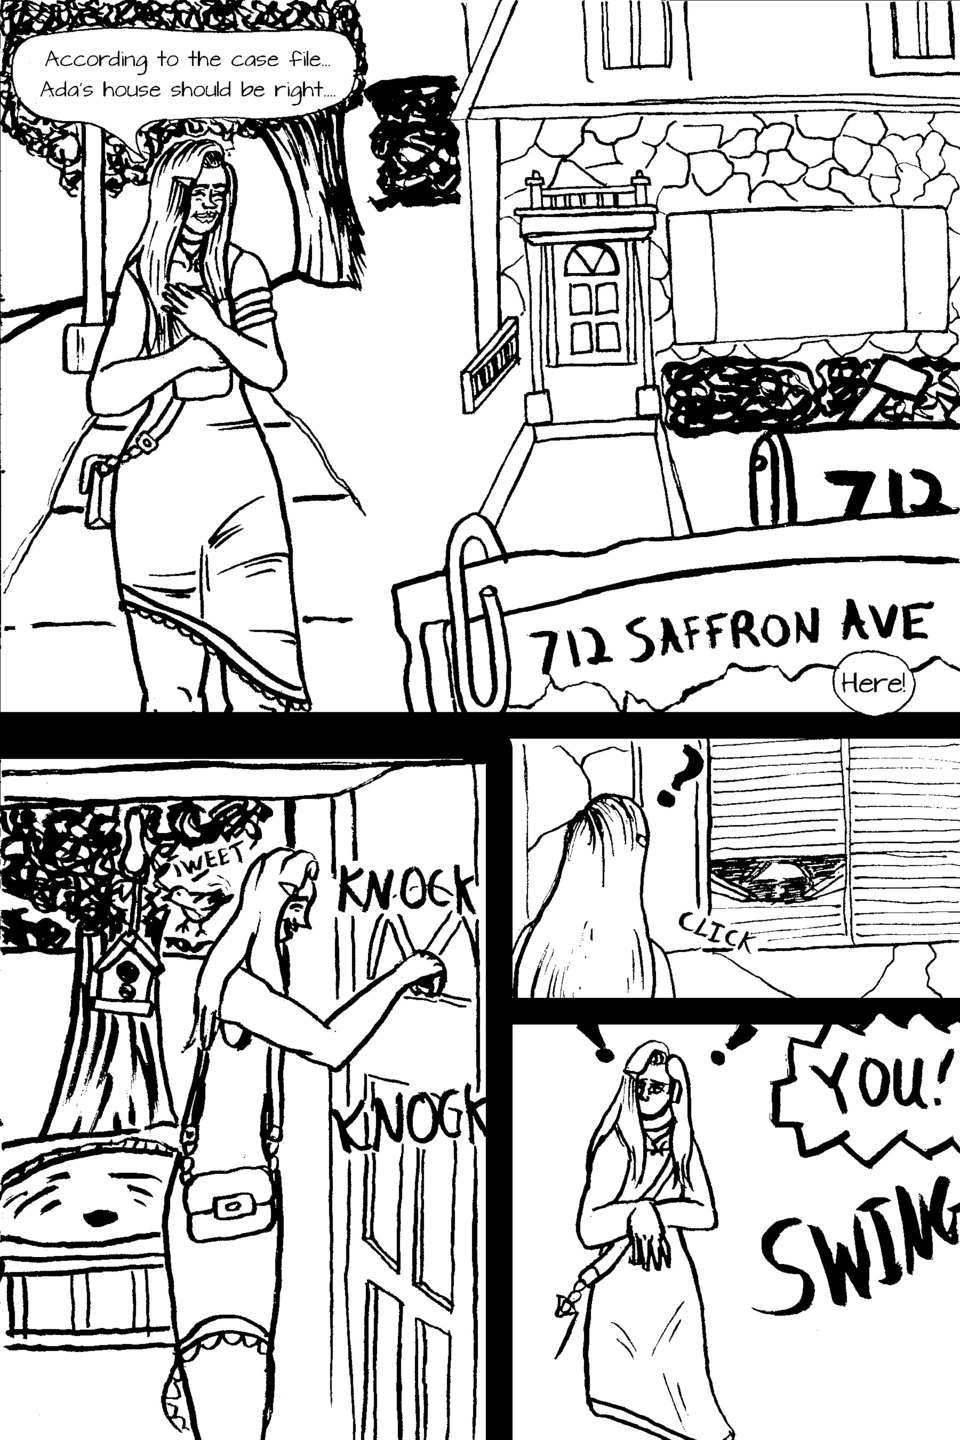 According to the case file...
Ada's house should be right....
712
712 SAFFRON AVE
Here!
TWEET
KNOCK
KNOCK
?
CLICK
! !
YOU!
SWING